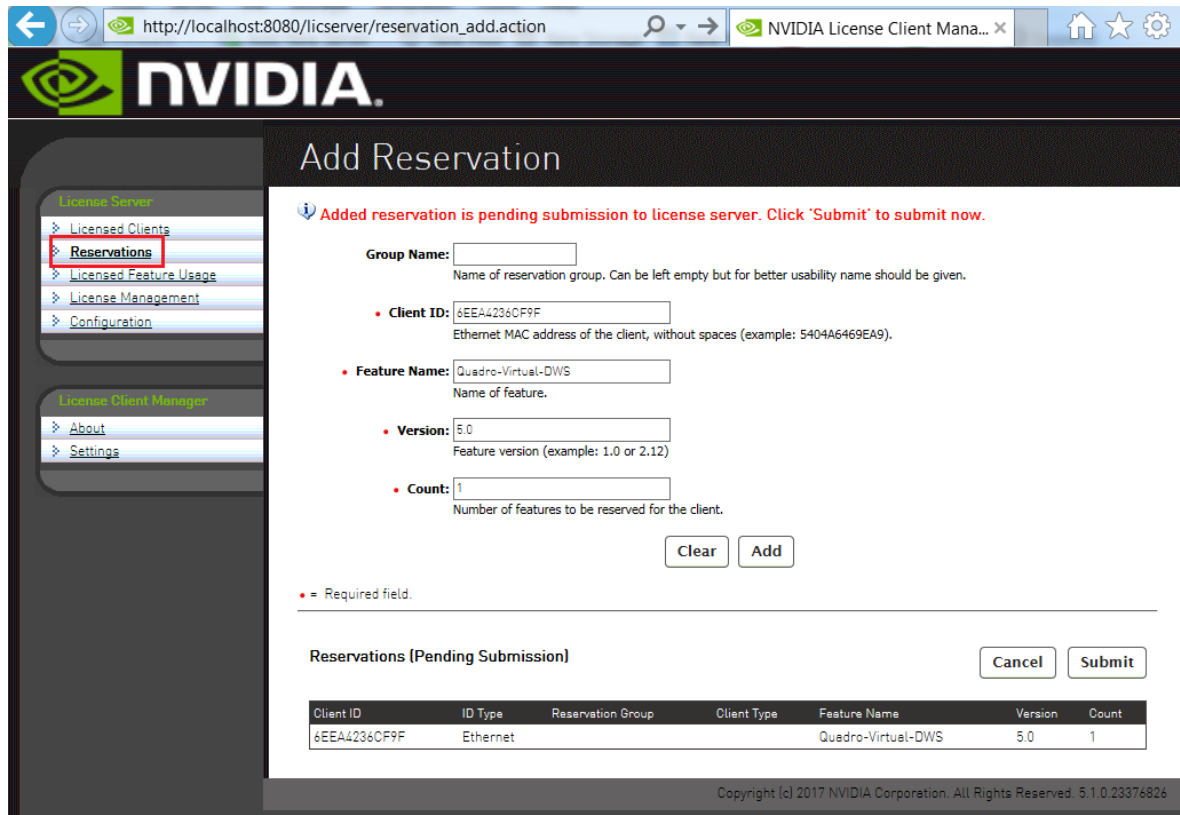 http://localhost:8080/licserver/reservation_add.action
NVIDIA License Client Mana...
NVIDIA.
Add Reservation
License Server
Licensed Clients
Reservations
Licensed Feature Usage
License Management
Configuration
License Client Manager
About
Settings
Added reservation is pending submission to license server. Click 'Submit' to submit now.
Group Name:
Name of reservation group. Can be left empty but for better usability name should be given.
• Client ID: 6EEA4236CF9F
Ethernet MAC address of the client, without spaces (example: 5404A6469EA9).
• Feature Name: Quadro-Virtual-DWS
Name of feature.
• Version: 5.0
Feature version (example: 1.0 or 2.12)
• Count: 1
Number of features to be reserved for the client.
Clear Add
• = Required field.
Reservations (Pending Submission)
Cancel Submit
Client ID ID Type Reservation Group Client Type Feature Name Version Count
6EEA4236CF9F Ethernet Quadro-Virtual-DWS 5.0 1
Copyright (c) 2017 NVIDIA Corporation. All Rights Reserved. 5.1.0.23376826